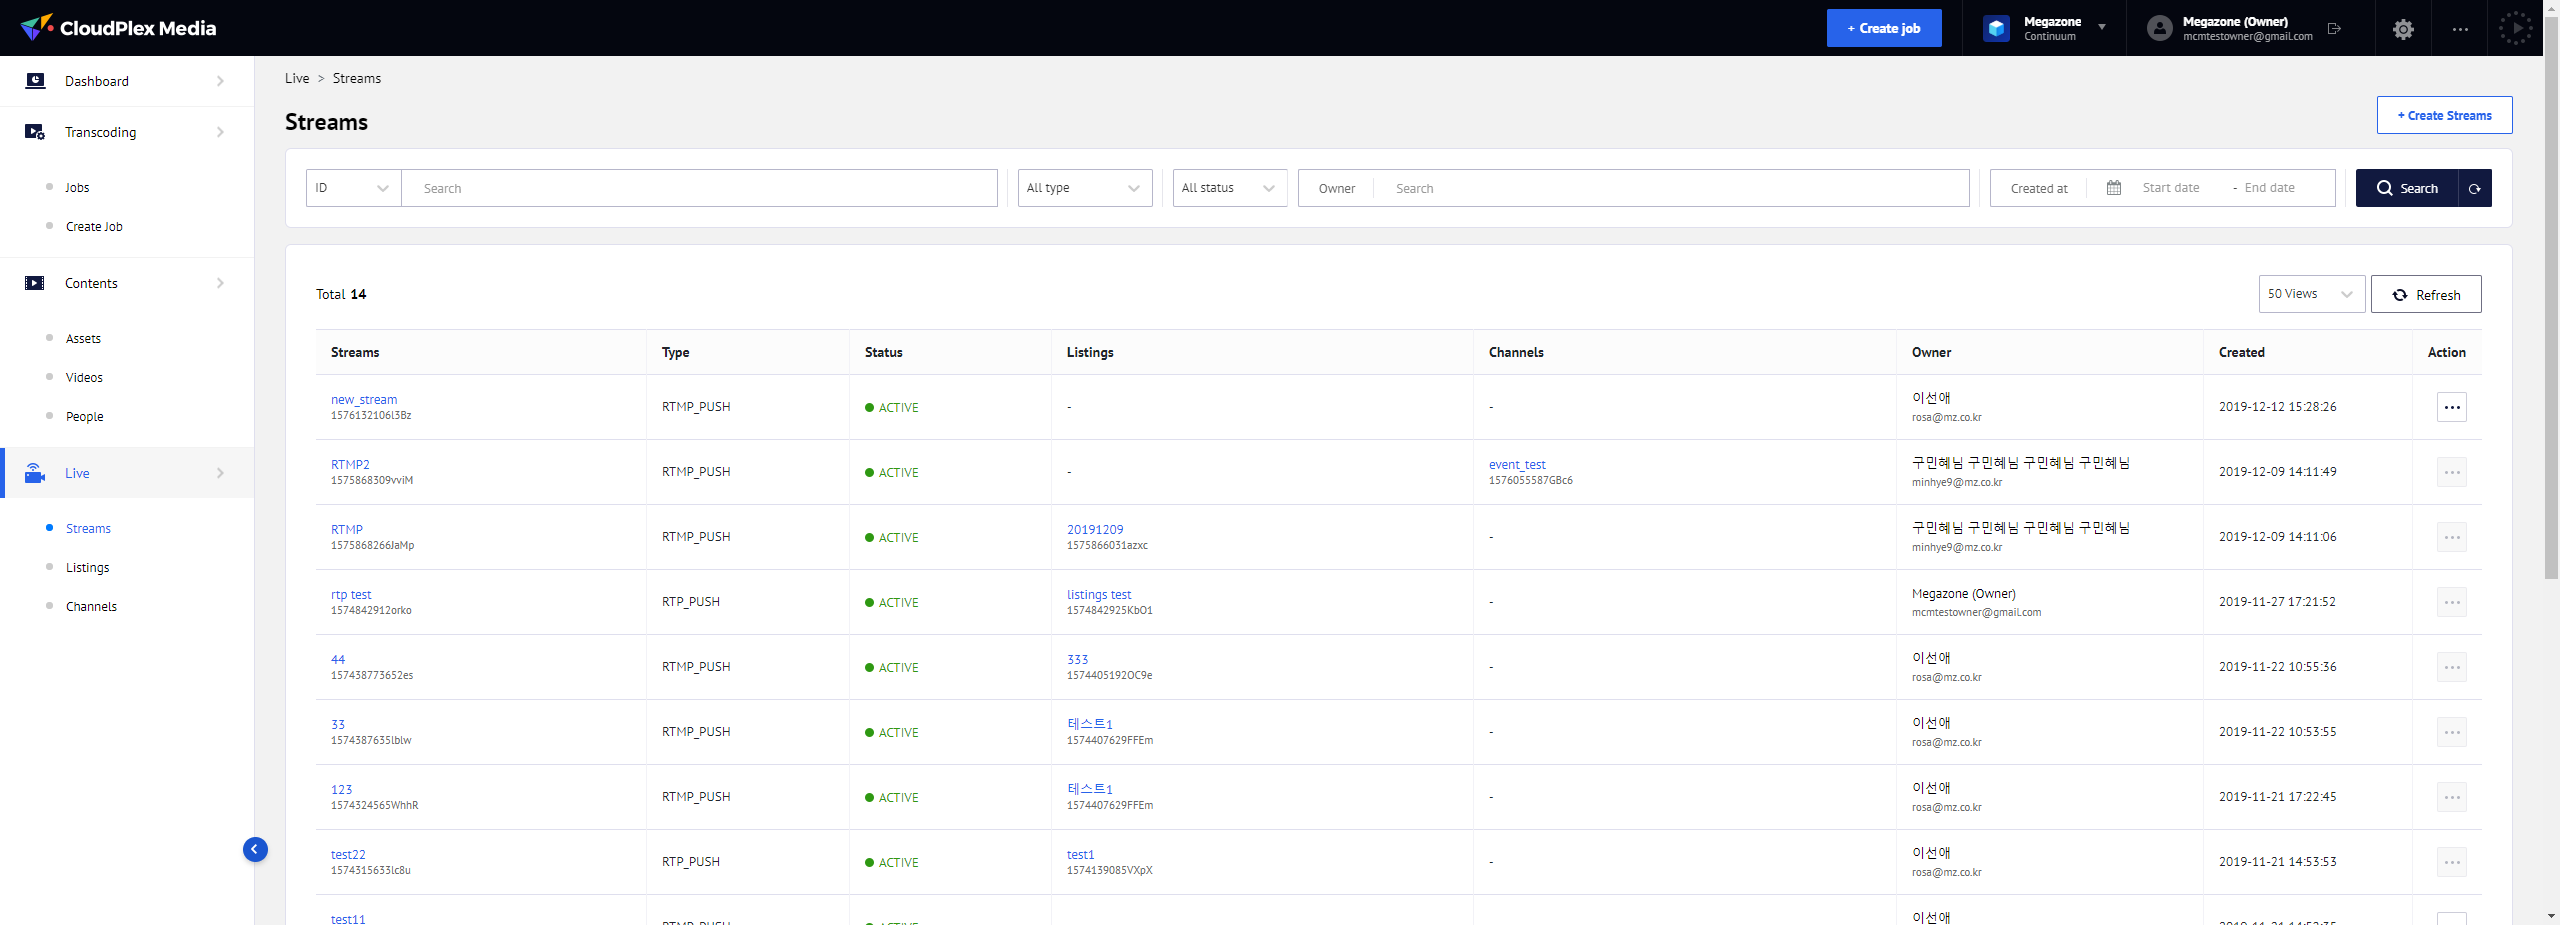 CloudPlex Media
+ Create job
Megazone
Continuum
Megazone (Owner)
mcmtestowner@gmail.com
Dashboard
Transcoding
Jobs
Create Job
Contents
Assets
Videos
People
Live
Streams
Listings
Channels
Live > Streams
Streams
+ Create Streams
ID
Search
All type
All status
Owner
Search
Created at
Start date - End date
Search
Total 14
50 Views
Refresh
Streams Type Status Listings Channels Owner Created Action
new_stream
1576132106l3Bz
RTMP_PUSH
ACTIVE
-
-
이선애
rosa@mz.co.kr
2019-12-12 15:28:26
RTMP2
1575868309vviM
RTMP_PUSH
ACTIVE
-
event_test
1576055587GBc6
구민혜님 구민혜님 구민혜님 구민혜님
minhye9@mz.co.kr
2019-12-09 14:11:49
RTMP
1575868266JaMp
RTMP_PUSH
ACTIVE
20191209
1575866031azxc
-
구민혜님 구민혜님 구민혜님 구민혜님
minhye9@mz.co.kr
2019-12-09 14:11:06
rtp test
1574842912orko
RTP_PUSH
ACTIVE
listings test
1574842925KbO1
-
Megazone (Owner)
mcmtestowner@gmail.com
2019-11-27 17:21:52
44
157438773652es
RTMP_PUSH
ACTIVE
333
1574405192OC9e
-
이선애
rosa@mz.co.kr
2019-11-22 10:55:36
33
1574387635lblw
RTMP_PUSH
ACTIVE
테스트1
1574407629FFEm
-
이선애
rosa@mz.co.kr
2019-11-22 10:53:55
123
1574324565WhhR
RTMP_PUSH
ACTIVE
테스트1
1574407629FFEm
-
이선애
rosa@mz.co.kr
2019-11-21 17:22:45
test22
1574315633lc8u
RTP_PUSH
ACTIVE
test1
1574139085VXpX
-
이선애
rosa@mz.co.kr
2019-11-21 14:53:53
test11
이선애